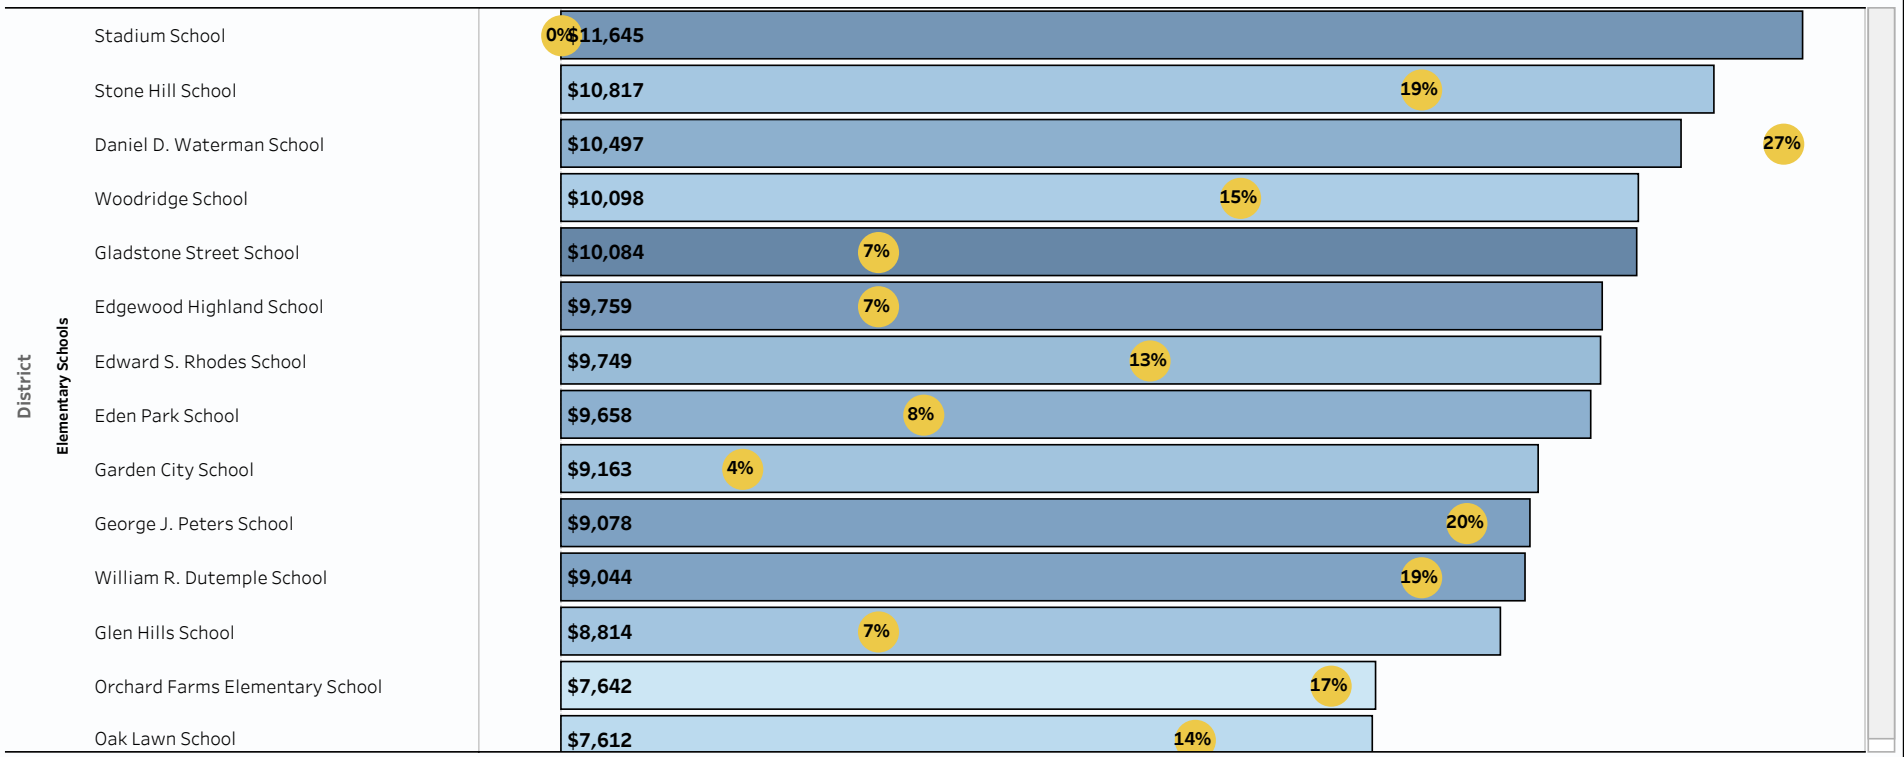 District
Elementary Schools
Stadium School 0% $11,645
Stone Hill School $10,817 19%
Daniel D. Waterman School $10,497 27%
Woodridge School $10,098 15%
Gladstone Street School $10,084 7%
Edgewood Highland School $9,759 7%
Edward S. Rhodes School $9,749 13%
Eden Park School $9,658 8%
Garden City School $9,163 4%
George J. Peters School $9,078 20%
William R. Dutemple School $9,044 19%
Glen Hills School $8,814 7%
Orchard Farms Elementary School $7,642 17%
Oak Lawn School $7,612 14%